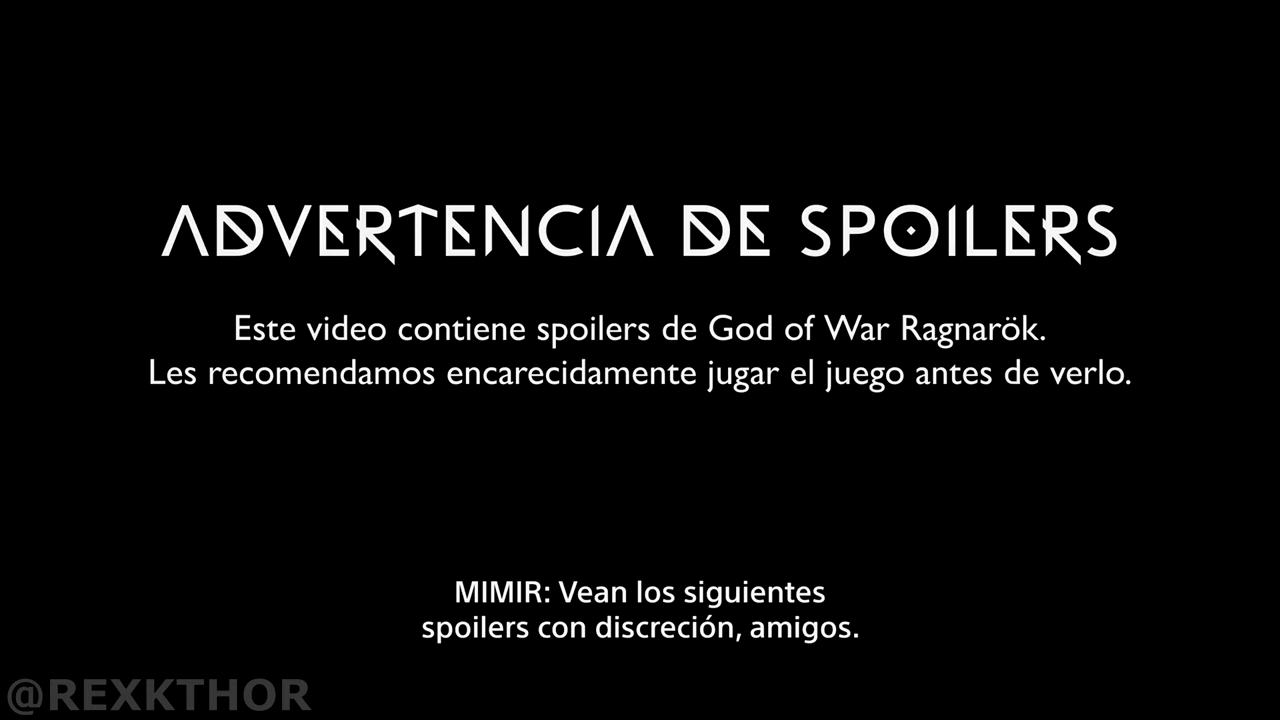 ADVERTENCIA DE SPOILERS
Este video contiene spoilers de God of War Ragnarök.
Les recomendamos encarecidamente jugar el juego antes de verlo.
MIMIR: Vean los siguientes
spoilers con discreción, amigos.
@REXKTHOR